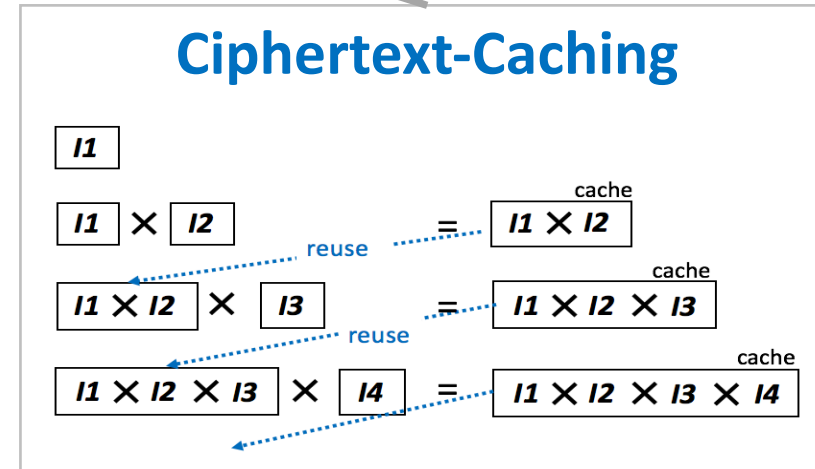 Ciphertext-Caching
I1
cache
I1 × I2 = I1 × I2
reuse
cache
I1 × I2 × I3 = I1 × I2 × I3
reuse
cache
I1 × I2 × I3 × I4 = I1 × I2 × I3 × I4